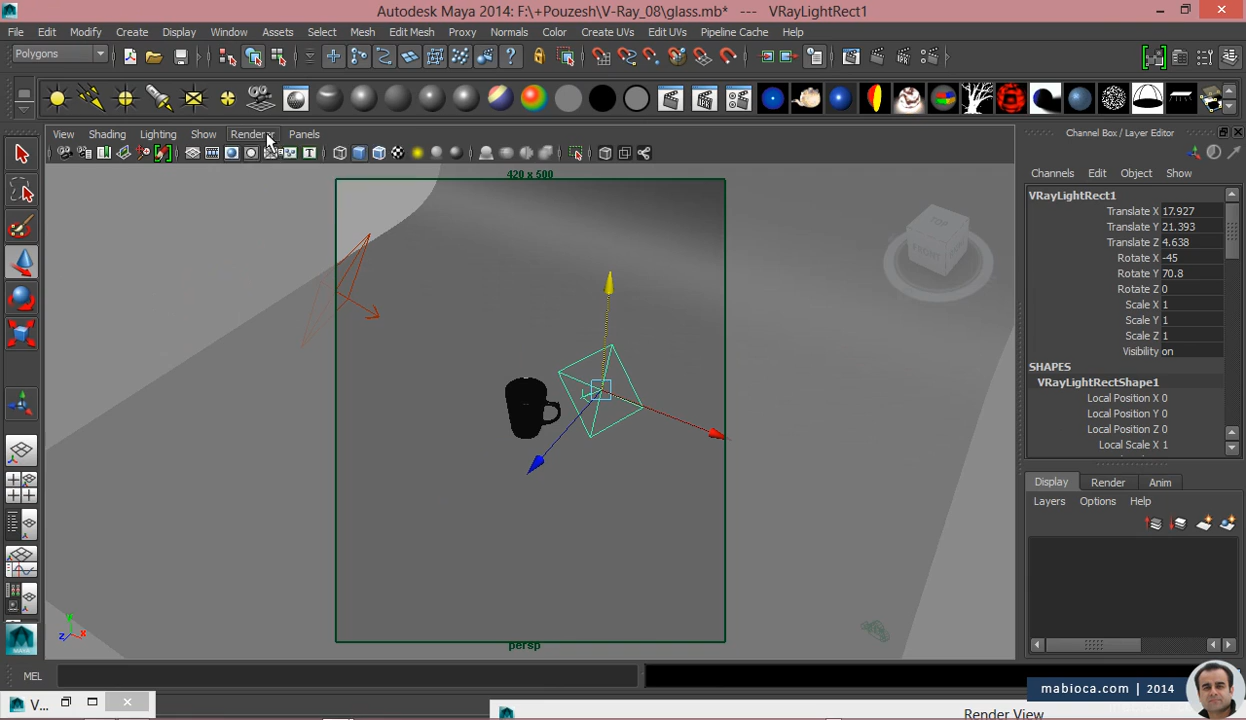 Autodesk Maya 2014: F:\+Pouzesh\V-Ray_08\glass.mb* --- VRayLightRect1
File Edit Modify Create Display Window Assets Select Mesh Edit Mesh Proxy Normals Color Create UVs Edit UVs Pipeline Cache Help
Polygons
View Shading Lighting Show Renderer Panels
Channel Box / Layer Editor
Channels Edit Object Show
420 x 500
VRayLightRect1
Translate X 17.927
Translate Y 21.393
Translate Z 4.638
Rotate X -45
Rotate Y 70.8
Rotate Z 0
Scale X 1
Scale Y 1
Scale Z 1
Visibility on
SHAPES
VRayLightRectShape1
Local Position X 0
Local Position Y 0
Local Position Z 0
Local Scale X 1
TOP
FRONT
Display Render Anim
Layers Options Help
persp
y
z x
MEL
V...
Render View
mabioca.com | 2014